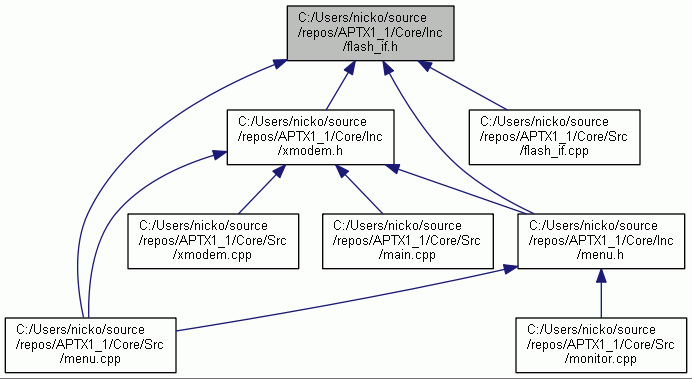 C:/Users/nicko/source
/repos/APTX1_1/Core/Inc
/flash_if.h
C:/Users/nicko/source
/repos/APTX1_1/Core/Inc
/xmodem.h
C:/Users/nicko/source
/repos/APTX1_1/Core/Src
/flash_if.cpp
C:/Users/nicko/source
/repos/APTX1_1/Core/Src
/xmodem.cpp
C:/Users/nicko/source
/repos/APTX1_1/Core/Src
/main.cpp
C:/Users/nicko/source
/repos/APTX1_1/Core/Inc
/menu.h
C:/Users/nicko/source
/repos/APTX1_1/Core/Src
/menu.cpp
C:/Users/nicko/source
/repos/APTX1_1/Core/Src
/monitor.cpp